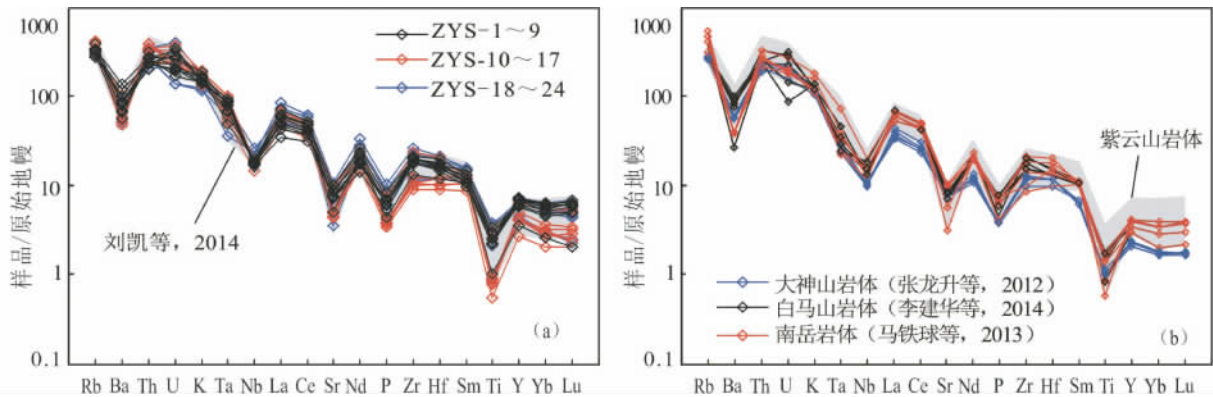 1000
100
10
1
0.1
样品/原始地幔
ZYS-1～9
ZYS-10～17
ZYS-18～24
刘凯等，2014
(a)
Rb Ba Th U K Ta Nb La Ce Sr Nd P Zr Hf Sm Ti Y Yb Lu
1000
100
10
1
0.1
样品/原始地幔
紫云山岩体
大神山岩体（张龙升等，2012）
白马山岩体（李建华等，2014）
南岳岩体（马铁球等，2013）
(b)
Rb Ba Th U K Ta Nb La Ce Sr Nd P Zr Hf Sm Ti Y Yb Lu